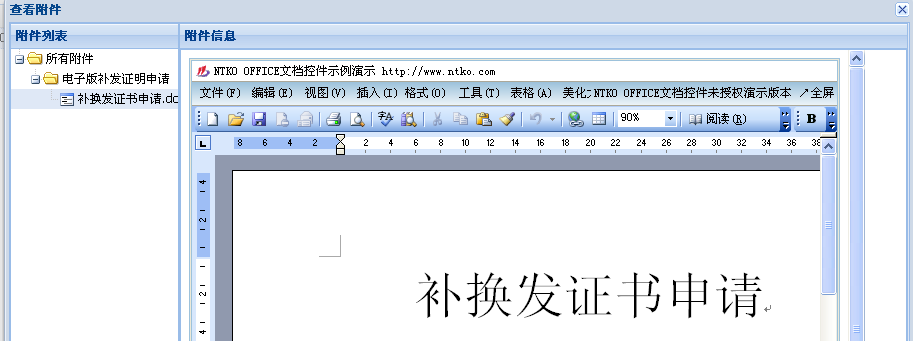 查看附件
附件列表
附件信息
所有附件
电子版补发证明申请
补换发证书申请.dc
NTKO OFFICE文档控件示例演示 http://www.ntko.com
文件(F) 编辑(E) 视图(V) 插入(I) 格式(O) 工具(T) 表格(A) 美化 NTKO OFFICE文档控件未授权演示版本 ↗全屏
90% 阅读(R) B
8 6 4 2 2 4 6 8 10 12 14 16 18 20 22 24 26 28 30 32 34 36 38
4
2
2
4
补换发证书申请